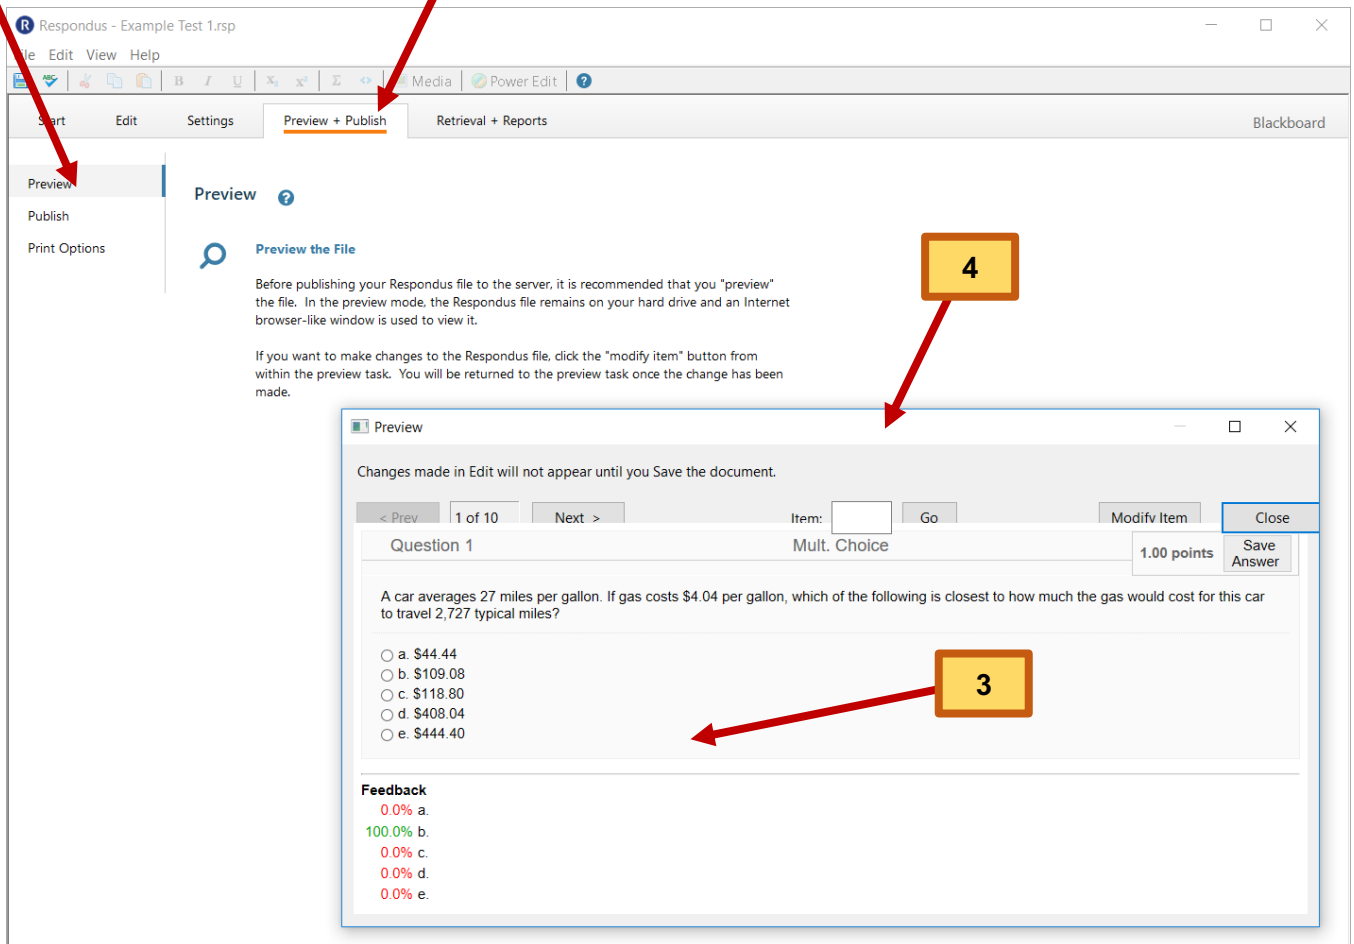 Respondus - Example Test 1.rsp
File Edit View Help
ABC B I U X₂ x² Σ <> Media Power Edit ?
Start Edit Settings Preview + Publish Retrieval + Reports Blackboard
Preview
Publish
Print Options
Preview ?
Preview the File
Before publishing your Respondus file to the server, it is recommended that you "preview"
the file. In the preview mode, the Respondus file remains on your hard drive and an Internet
browser-like window is used to view it.
If you want to make changes to the Respondus file, click the "modify item" button from
within the preview task. You will be returned to the preview task once the change has been
made.
4
Preview
Changes made in Edit will not appear until you Save the document.
< Prev 1 of 10 Next > Item: Go Modify Item Close
Question 1 Mult. Choice 1.00 points Save
Answer
A car averages 27 miles per gallon. If gas costs $4.04 per gallon, which of the following is closest to how much the gas would cost for this car
to travel 2,727 typical miles?
a. $44.44
b. $109.08
c. $118.80
d. $408.04
e. $444.40
3
Feedback
0.0% a.
100.0% b.
0.0% c.
0.0% d.
0.0% e.